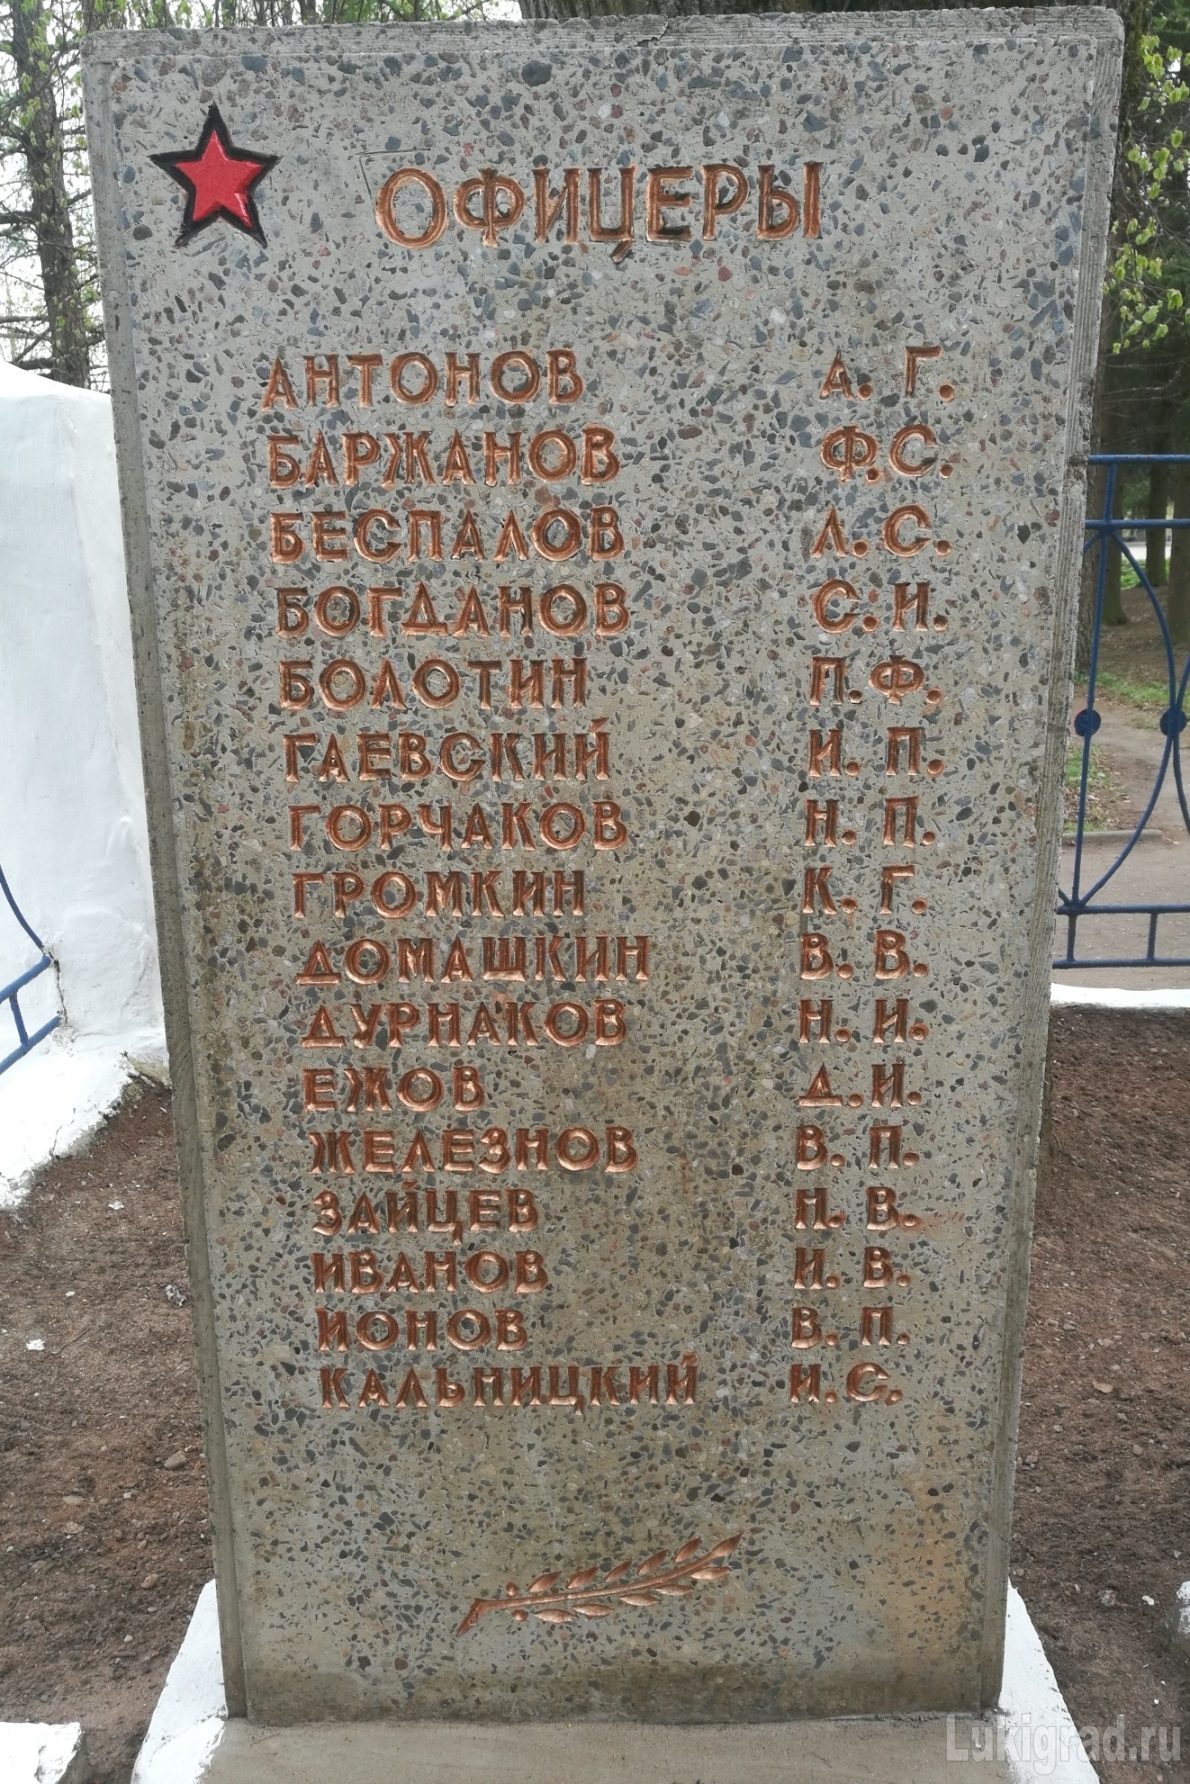 ОФИЦЕРЫ
АНТОНОВ А. Г.
БАРЖАНОВ Ф.С.
БЕСПАЛОВ Л. С.
БОГДАНОВ С.И.
БОЛОТИН П.Ф.
ГАЕВСКИЙ И. П.
ГОРЧАКОВ Н. П.
ГРОМКИН К. Г.
ДОМАШКИН В. В.
ДУРНАКОВ Н. И.
ЕЖОВ Д.И.
ЖЕЛЕЗНОВ В. П.
ЗАЙЦЕВ Н. В.
ИВАНОВ И. В.
ИОНОВ В. П.
КАЛЬНИЦКИЙ И.С.
Lukigrad.ru